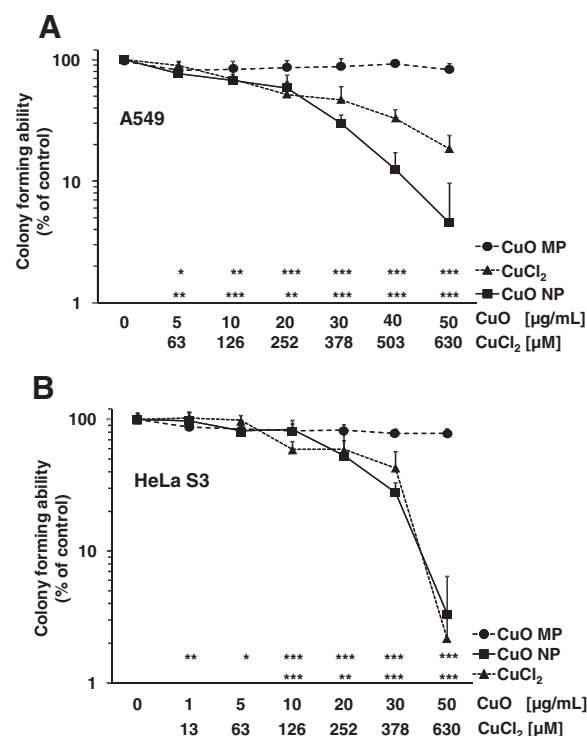 A
100
10
1
Colony forming ability
(% of control)
A549
CuO MP
CuCl₂
CuO NP
* ** *** *** *** ***
** *** ** *** *** ***
0 5 10 20 30 40 50 CuO [µg/mL]
63 126 252 378 503 630 CuCl₂ [µM]
B
100
10
1
Colony forming ability
(% of control)
HeLa S3
CuO MP
CuO NP
CuCl₂
** * *** *** *** ***
*** ** *** ***
0 1 5 10 20 30 50 CuO [µg/mL]
13 63 126 252 378 630 CuCl₂ [µM]